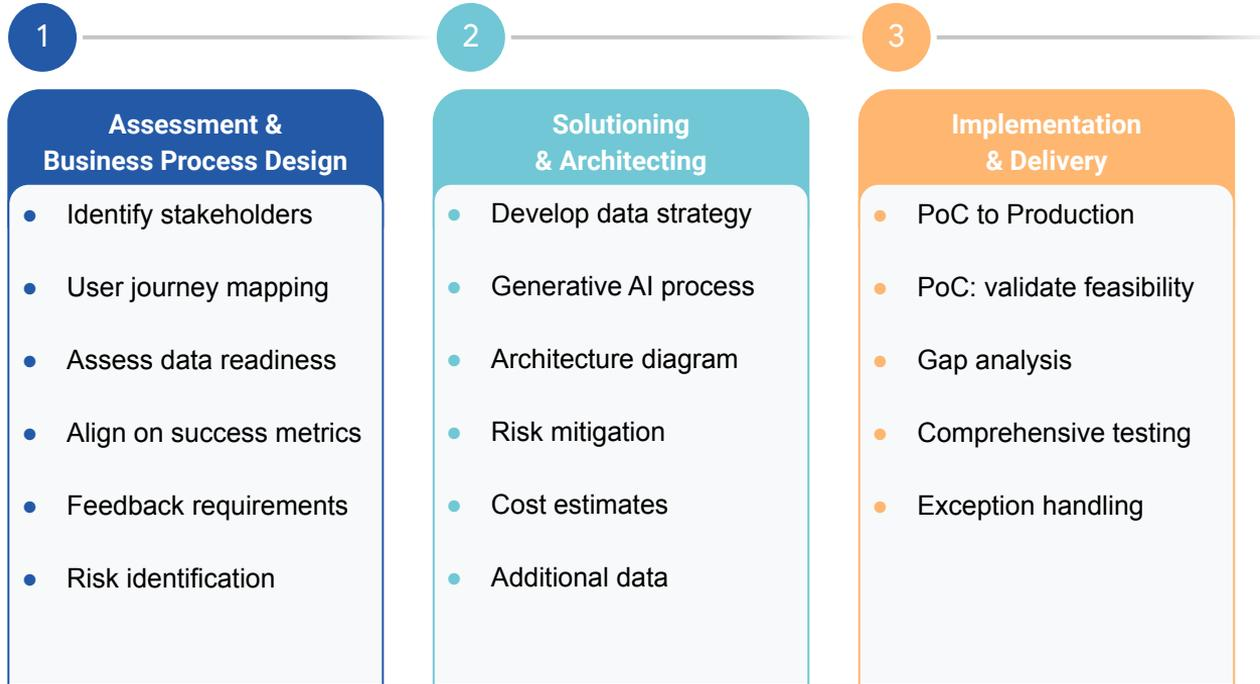 1
Assessment &
Business Process Design
Identify stakeholders
User journey mapping
Assess data readiness
Align on success metrics
Feedback requirements
Risk identification
2
Solutioning
& Architecting
Develop data strategy
Generative AI process
Architecture diagram
Risk mitigation
Cost estimates
Additional data
3
Implementation
& Delivery
PoC to Production
PoC: validate feasibility
Gap analysis
Comprehensive testing
Exception handling